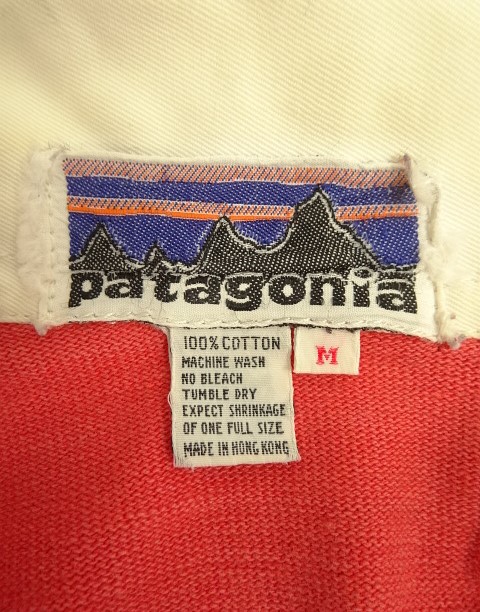 patagonia
100% COTTON
MACHINE WASH
NO BLEACH
TUMBLE DRY
EXPECT SHRINKAGE
OF ONE FULL SIZE
MADE IN HONG KONG
M